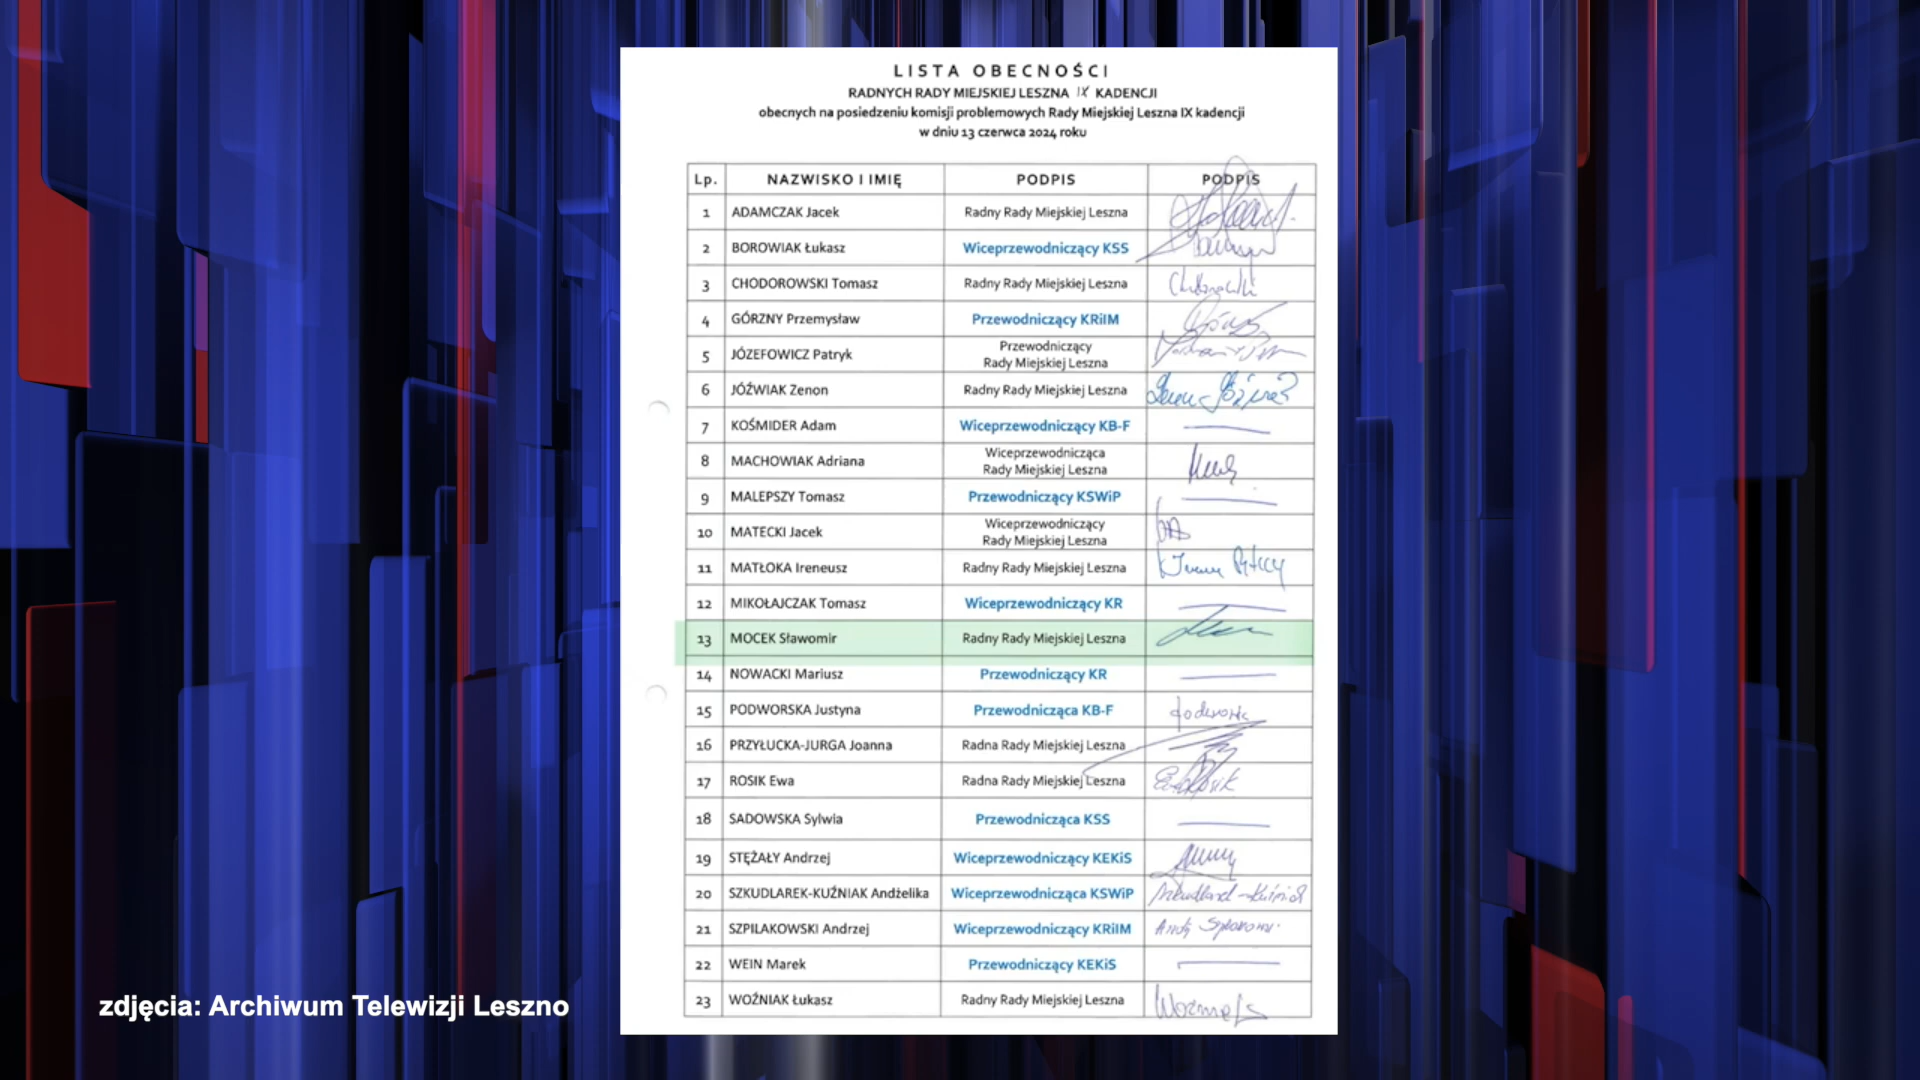 LISTA OBECNOŚCI
RADNYCH RADY MIEJSKIEJ LESZNA IX KADENCJI
obecnych na posiedzeniu komisji problemowych Rady Miejskiej Leszna IX kadencji
w dniu 13 czerwca 2024 roku
Lp. NAZWISKO I IMIĘ PODPIS PODPIS
1 ADAMCZAK Jacek Radny Rady Miejskiej Leszna
2 BOROWIAK Łukasz Wiceprzewodniczący KSS
3 CHODOROWSKI Tomasz Radny Rady Miejskiej Leszna
4 GÓRZNY Przemysław Przewodniczący KRiIM
5 JÓZEFOWICZ Patryk Przewodniczący
Rady Miejskiej Leszna
6 JÓŹWIAK Zenon Radny Rady Miejskiej Leszna
7 KOŚMIDER Adam Wiceprzewodniczący KB-F
8 MACHOWIAK Adriana Wiceprzewodnicząca
Rady Miejskiej Leszna
9 MALEPSZY Tomasz Przewodniczący KSWiP
10 MATECKI Jacek Wiceprzewodniczący
Rady Miejskiej Leszna
11 MATŁOKA Ireneusz Radny Rady Miejskiej Leszna
12 MIKOŁAJCZAK Tomasz Wiceprzewodniczący KR
13 MOCEK Sławomir Radny Rady Miejskiej Leszna
14 NOWACKI Mariusz Przewodniczący KR
15 PODWORSKA Justyna Przewodnicząca KB-F
16 PRZYŁUCKA-JURGA Joanna Radna Rady Miejskiej Leszna
17 ROSIK Ewa Radna Rady Miejskiej Leszna
18 SADOWSKA Sylwia Przewodnicząca KSS
19 STĘŻAŁY Andrzej Wiceprzewodniczący KEKiS
20 SZKUDLAREK-KUŹNIAK Andżelika Wiceprzewodnicząca KSWiP
21 SZPILAKOWSKI Andrzej Wiceprzewodniczący KRiIM
22 WEIN Marek Przewodniczący KEKiS
23 WOŹNIAK Łukasz Radny Rady Miejskiej Leszna
zdjęcia: Archiwum Telewizji Leszno